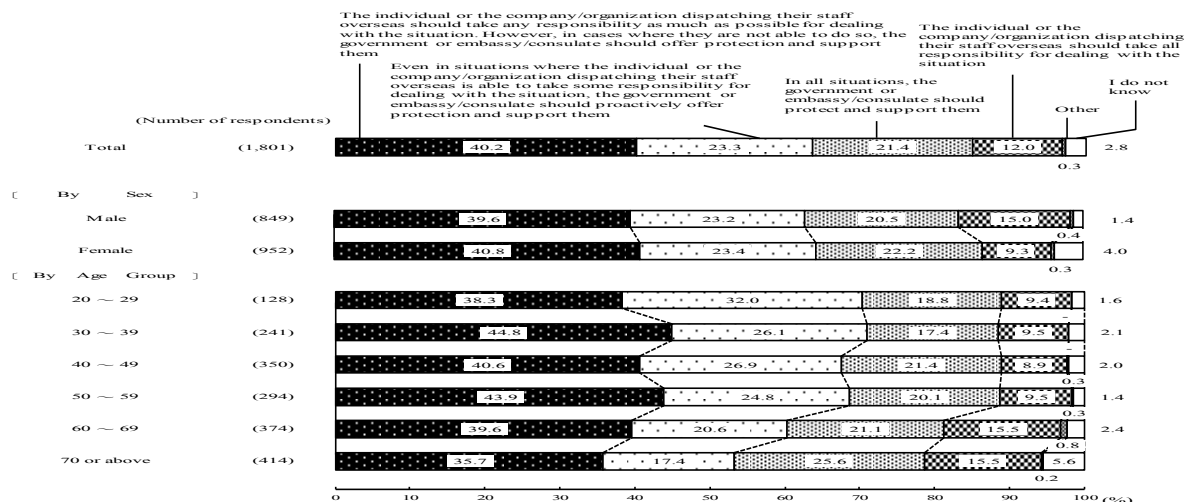 The individual or the company/organization dispatching their staff
overseas should take any responsibility as much as possible for dealing
with the situation. However, in cases where they are not able to do so, the
government or embassy/consulate should offer protection and support
them
Even in situations where the individual or the
company/organization dispatching their staff
overseas is able to take some responsibility for
dealing with the situation, the government or
embassy/consulate should proactively offer
protection and support them
In all situations, the
government or
embassy/consulate should
protect and support them
The individual or the
company/organization dispatching
their staff overseas should take all
responsibility for dealing with the
situation
Other
I do not
know
(Number of respondents)
Total (1,801) 40.2 23.3 21.4 12.0 2.8
0.3
[ By Sex ]
Male (849) 39.6 23.2 20.5 15.0 1.4
0.4
Female (952) 40.8 23.4 22.2 9.3 4.0
0.3
[ By Age Group ]
20 ~ 29 (128) 38.3 32.0 18.8 9.4 1.6
-
30 ~ 39 (241) 44.8 26.1 17.4 9.5 2.1
-
40 ~ 49 (350) 40.6 26.9 21.4 8.9 2.0
0.3
50 ~ 59 (294) 43.9 24.8 20.1 9.5 1.4
0.3
60 ~ 69 (374) 39.6 20.6 21.1 15.5 2.4
0.8
70 or above (414) 35.7 17.4 25.6 15.5 5.6
0.2
0 10 20 30 40 50 60 70 80 90 100 (%)